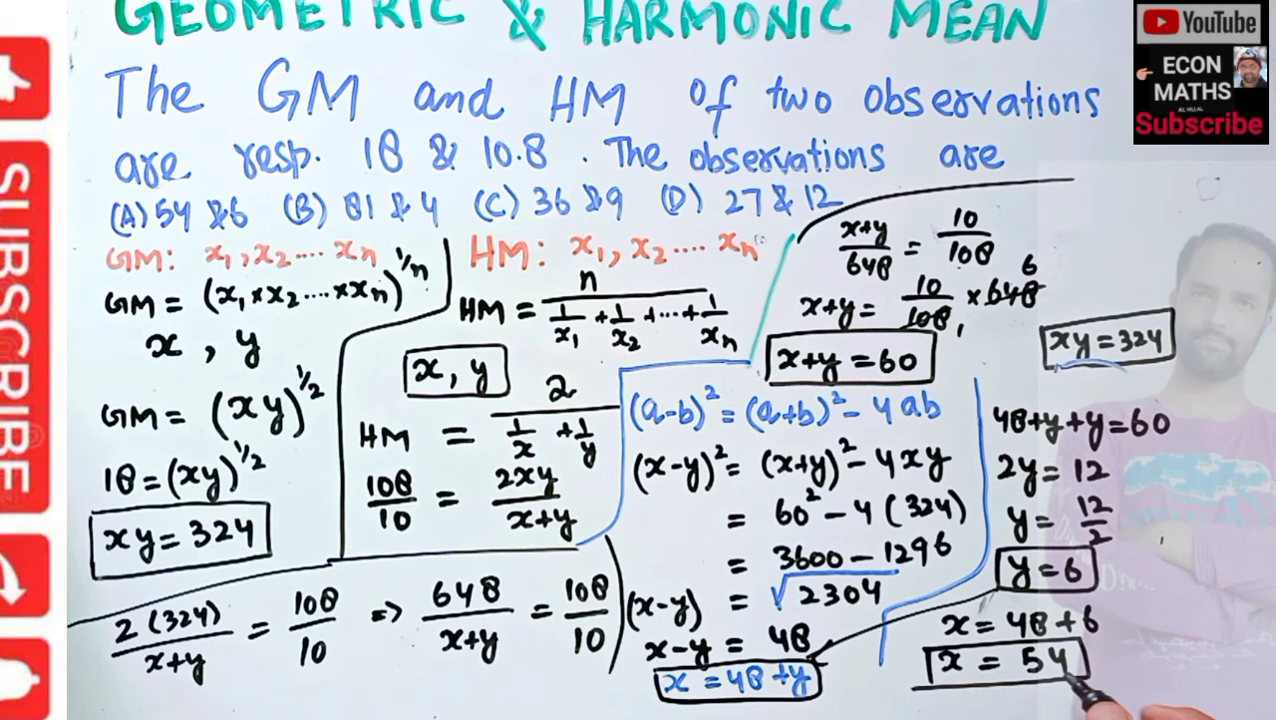 GEOMETRIC & HARMONIC MEAN
The GM and HM of two observations
are resp. 18 & 10.8. The observations are
(A) 54 & 6 (B) 81 & 4 (C) 36 & 9 (D) 27 & 12
GM: x₁, x₂ .... xₙ
GM = (x₁ × x₂ .... × xₙ)^1/n
x , y
GM = (xy)^1/2
18 = (xy)^1/2
xy = 324
HM: x₁, x₂ .... xₙ
HM = n / (1/x₁ + 1/x₂ + ... + 1/xₙ)
x, y
HM = 2 / (1/x + 1/y)
108/10 = 2xy/x+y
2(324)/x+y = 108/10 => 648/x+y = 108/10
x+y/648 = 10/108
x+y = 10/108 × 648
1
6
x+y = 60
(a-b)² = (a+b)² - 4ab
(x-y)² = (x+y)² - 4xy
= 60² - 4(324)
= 3600 - 1296
(x-y) = √2304
x-y = 48
x = 48+y
xy = 324
48+y+y = 60
2y = 12
y = 12/2
y = 6
x = 48+6
x = 54
YouTube
ECON
MATHS
Subscribe
SUBSCRIBE